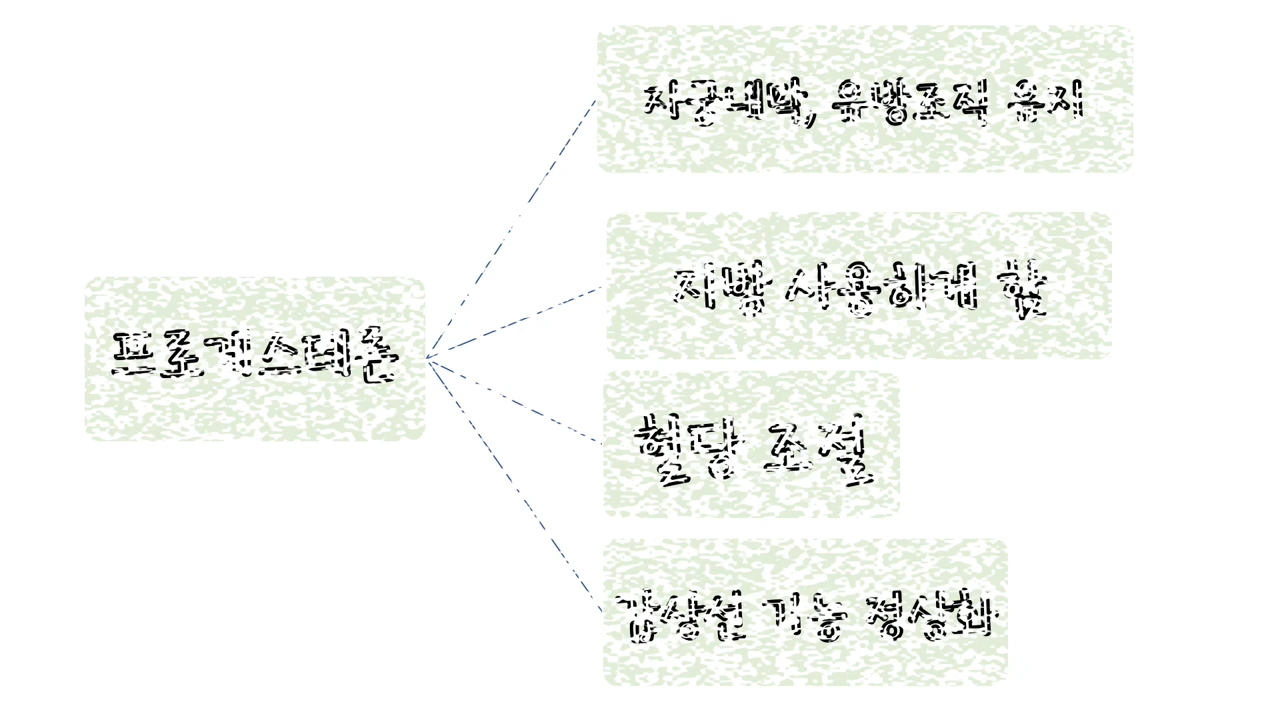 프로게스테론
자궁내막, 유방조직 유지
지방 사용하게 함
혈당 조절
갑상선 기능 정상화